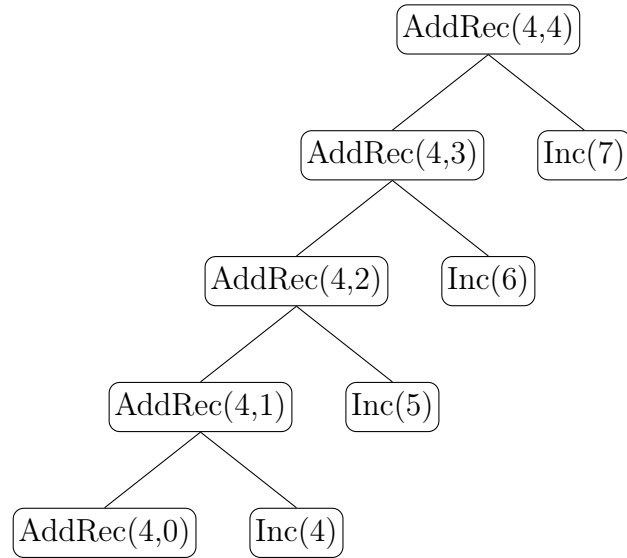 AddRec(4,4)
AddRec(4,3)
Inc(7)
AddRec(4,2)
Inc(6)
AddRec(4,1)
Inc(5)
AddRec(4,0)
Inc(4)